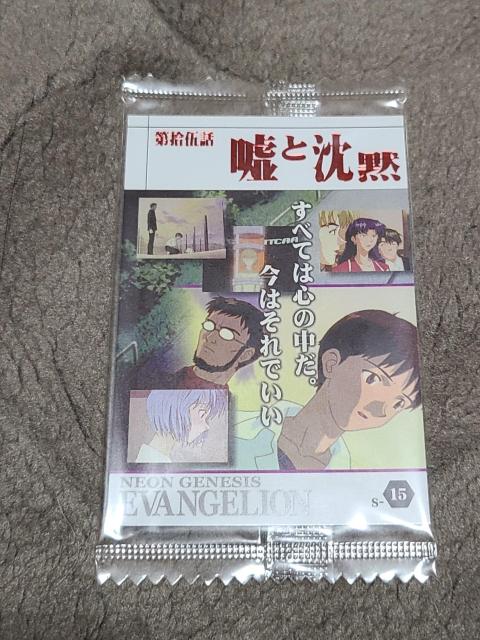 第拾伍話
嘘と沈黙
すべては心の中だ。
今はそれでいい
NEON GENESIS
EVANGELION
S-15